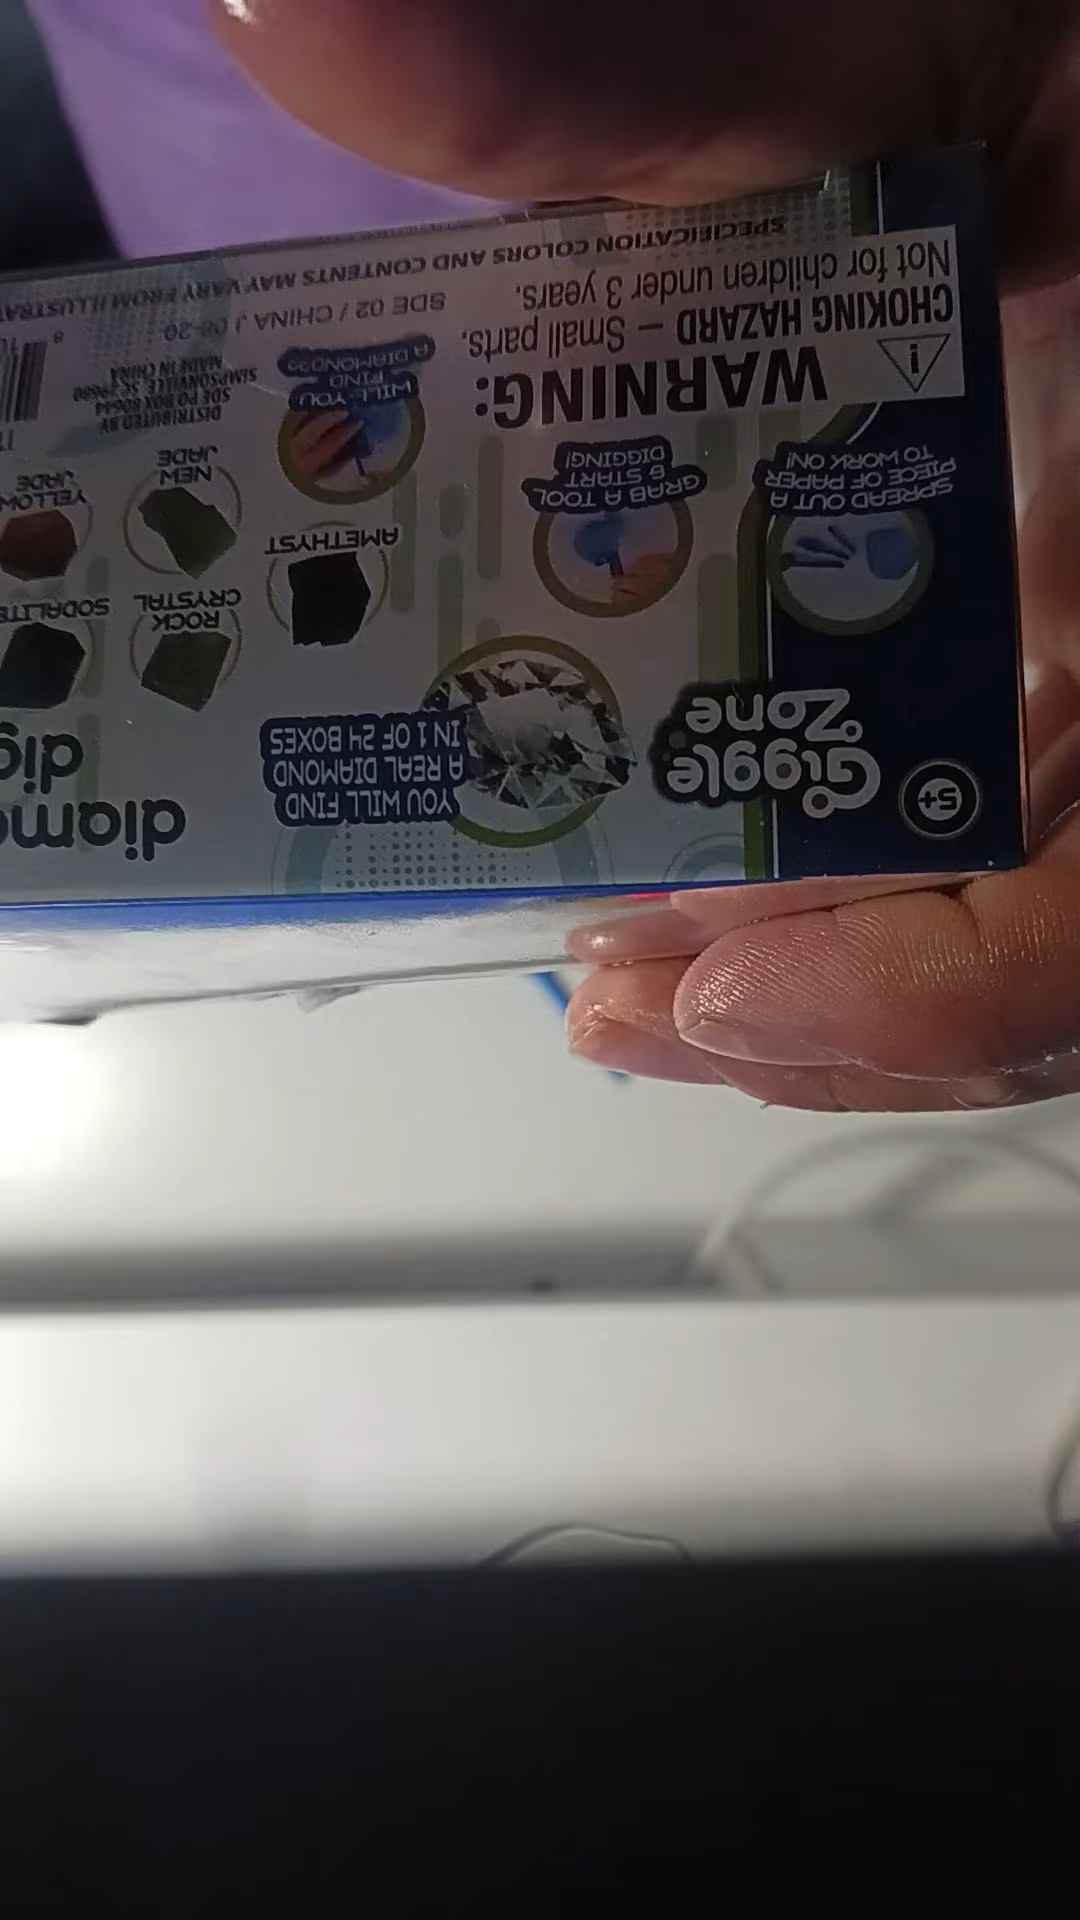 5+
Giggle
Zone
YOU WILL FIND
A REAL DIAMOND
IN 1 OF 24 BOXES
dig
SPREAD OUT A
PIECE OF PAPER
TO WORK ON!
GRAB A TOOL
& START
DIGGING!
WILL YOU
FIND
A DIAMOND??
AMETHYST
ROCK
CRYSTAL
SODALITE
NEW
JADE
YELLOW
JADE
WARNING:
CHOKING HAZARD – Small parts.
Not for children under 3 years.
DISTRIBUTED BY
SDE PO BOX 80644
SIMPSONVILLE, SC 29680
MADE IN CHINA
SDE 02 / CHINA J 06-20
SPECIFICATION COLORS AND CONTENTS MAY VARY FROM